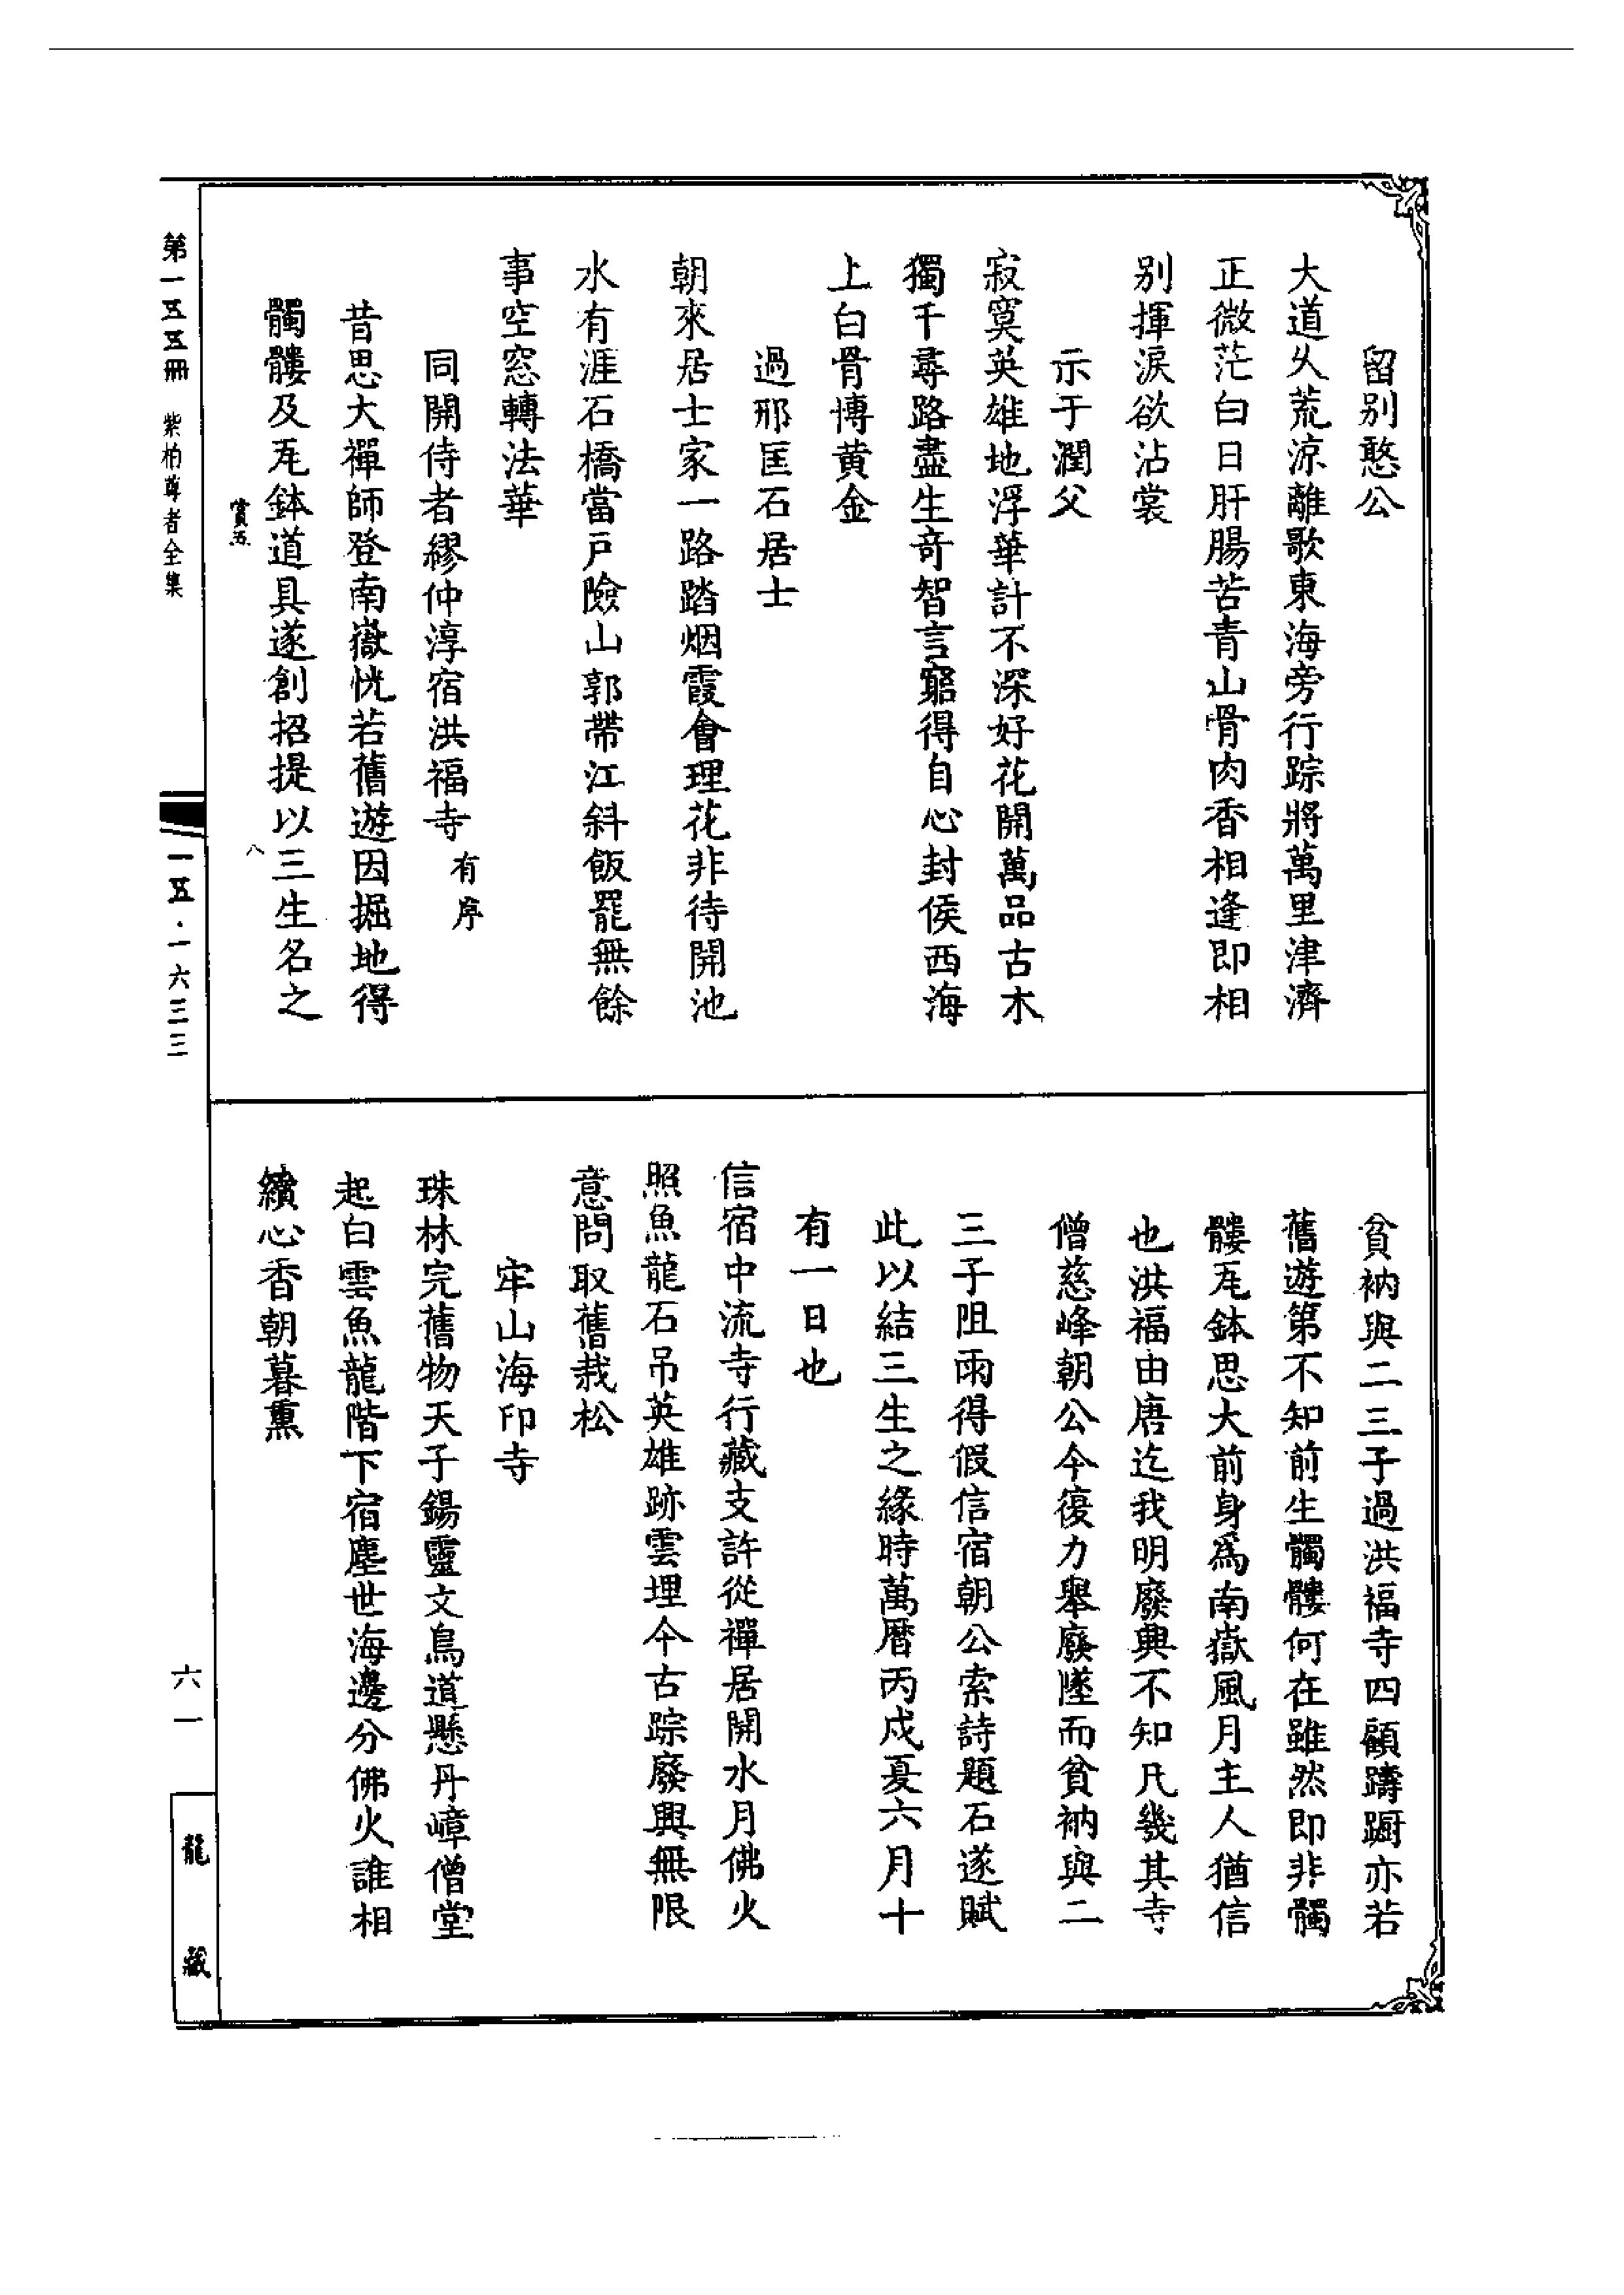 留別憨公
大道久荒涼離歌東海旁行踪將萬里津濟
正微茫白日肝腸苦青山骨肉香相逢即相
別揮淚欲沾裳
示于潤父
寂寞英雄地浮華計不深好花開萬品古木
獨千尋路盡生奇智言窮得自心封侯西海
上白骨博黄金
過邢匡石居士
朝來居士家一路踏烟霞會理花非待開池
水有涯石橋當戸險山郭帶江斜飯罷無餘
事空窓轉法華
同開侍者繆仲淳宿洪福寺有序
昔思大禪師登南嶽恍若舊遊因掘地得
髑髏及瓦鉢道具遂創招提以三生名之
賞五
八
貧衲與二三子過洪福寺四顧躊躕亦若
舊遊第不知前生髑髏何在雖然即非髑
髏瓦鉢思大前身爲南嶽風月主人猶信
也洪福由唐迄我明廢興不知凡幾其寺
僧慈峰朝公今復力舉廢墜而貧衲與二
三子阻雨得假信宿朝公索詩題石遂賦
此以結三生之緣時萬曆丙戌夏六月十
有一日也
信宿中流寺行藏支許從禪居開水月佛火
照魚龍石吊英雄跡雲埋今古踪廢興無限
意問取舊栽松
牢山海印寺
珠林完舊物天子錫靈文鳥道懸丹嶂僧堂
起白雲魚龍階下宿塵世海邊分佛火誰相
續心香朝暮熏
第一五五冊 紫柏尊者全集
一五·一六三三
六一
龍藏